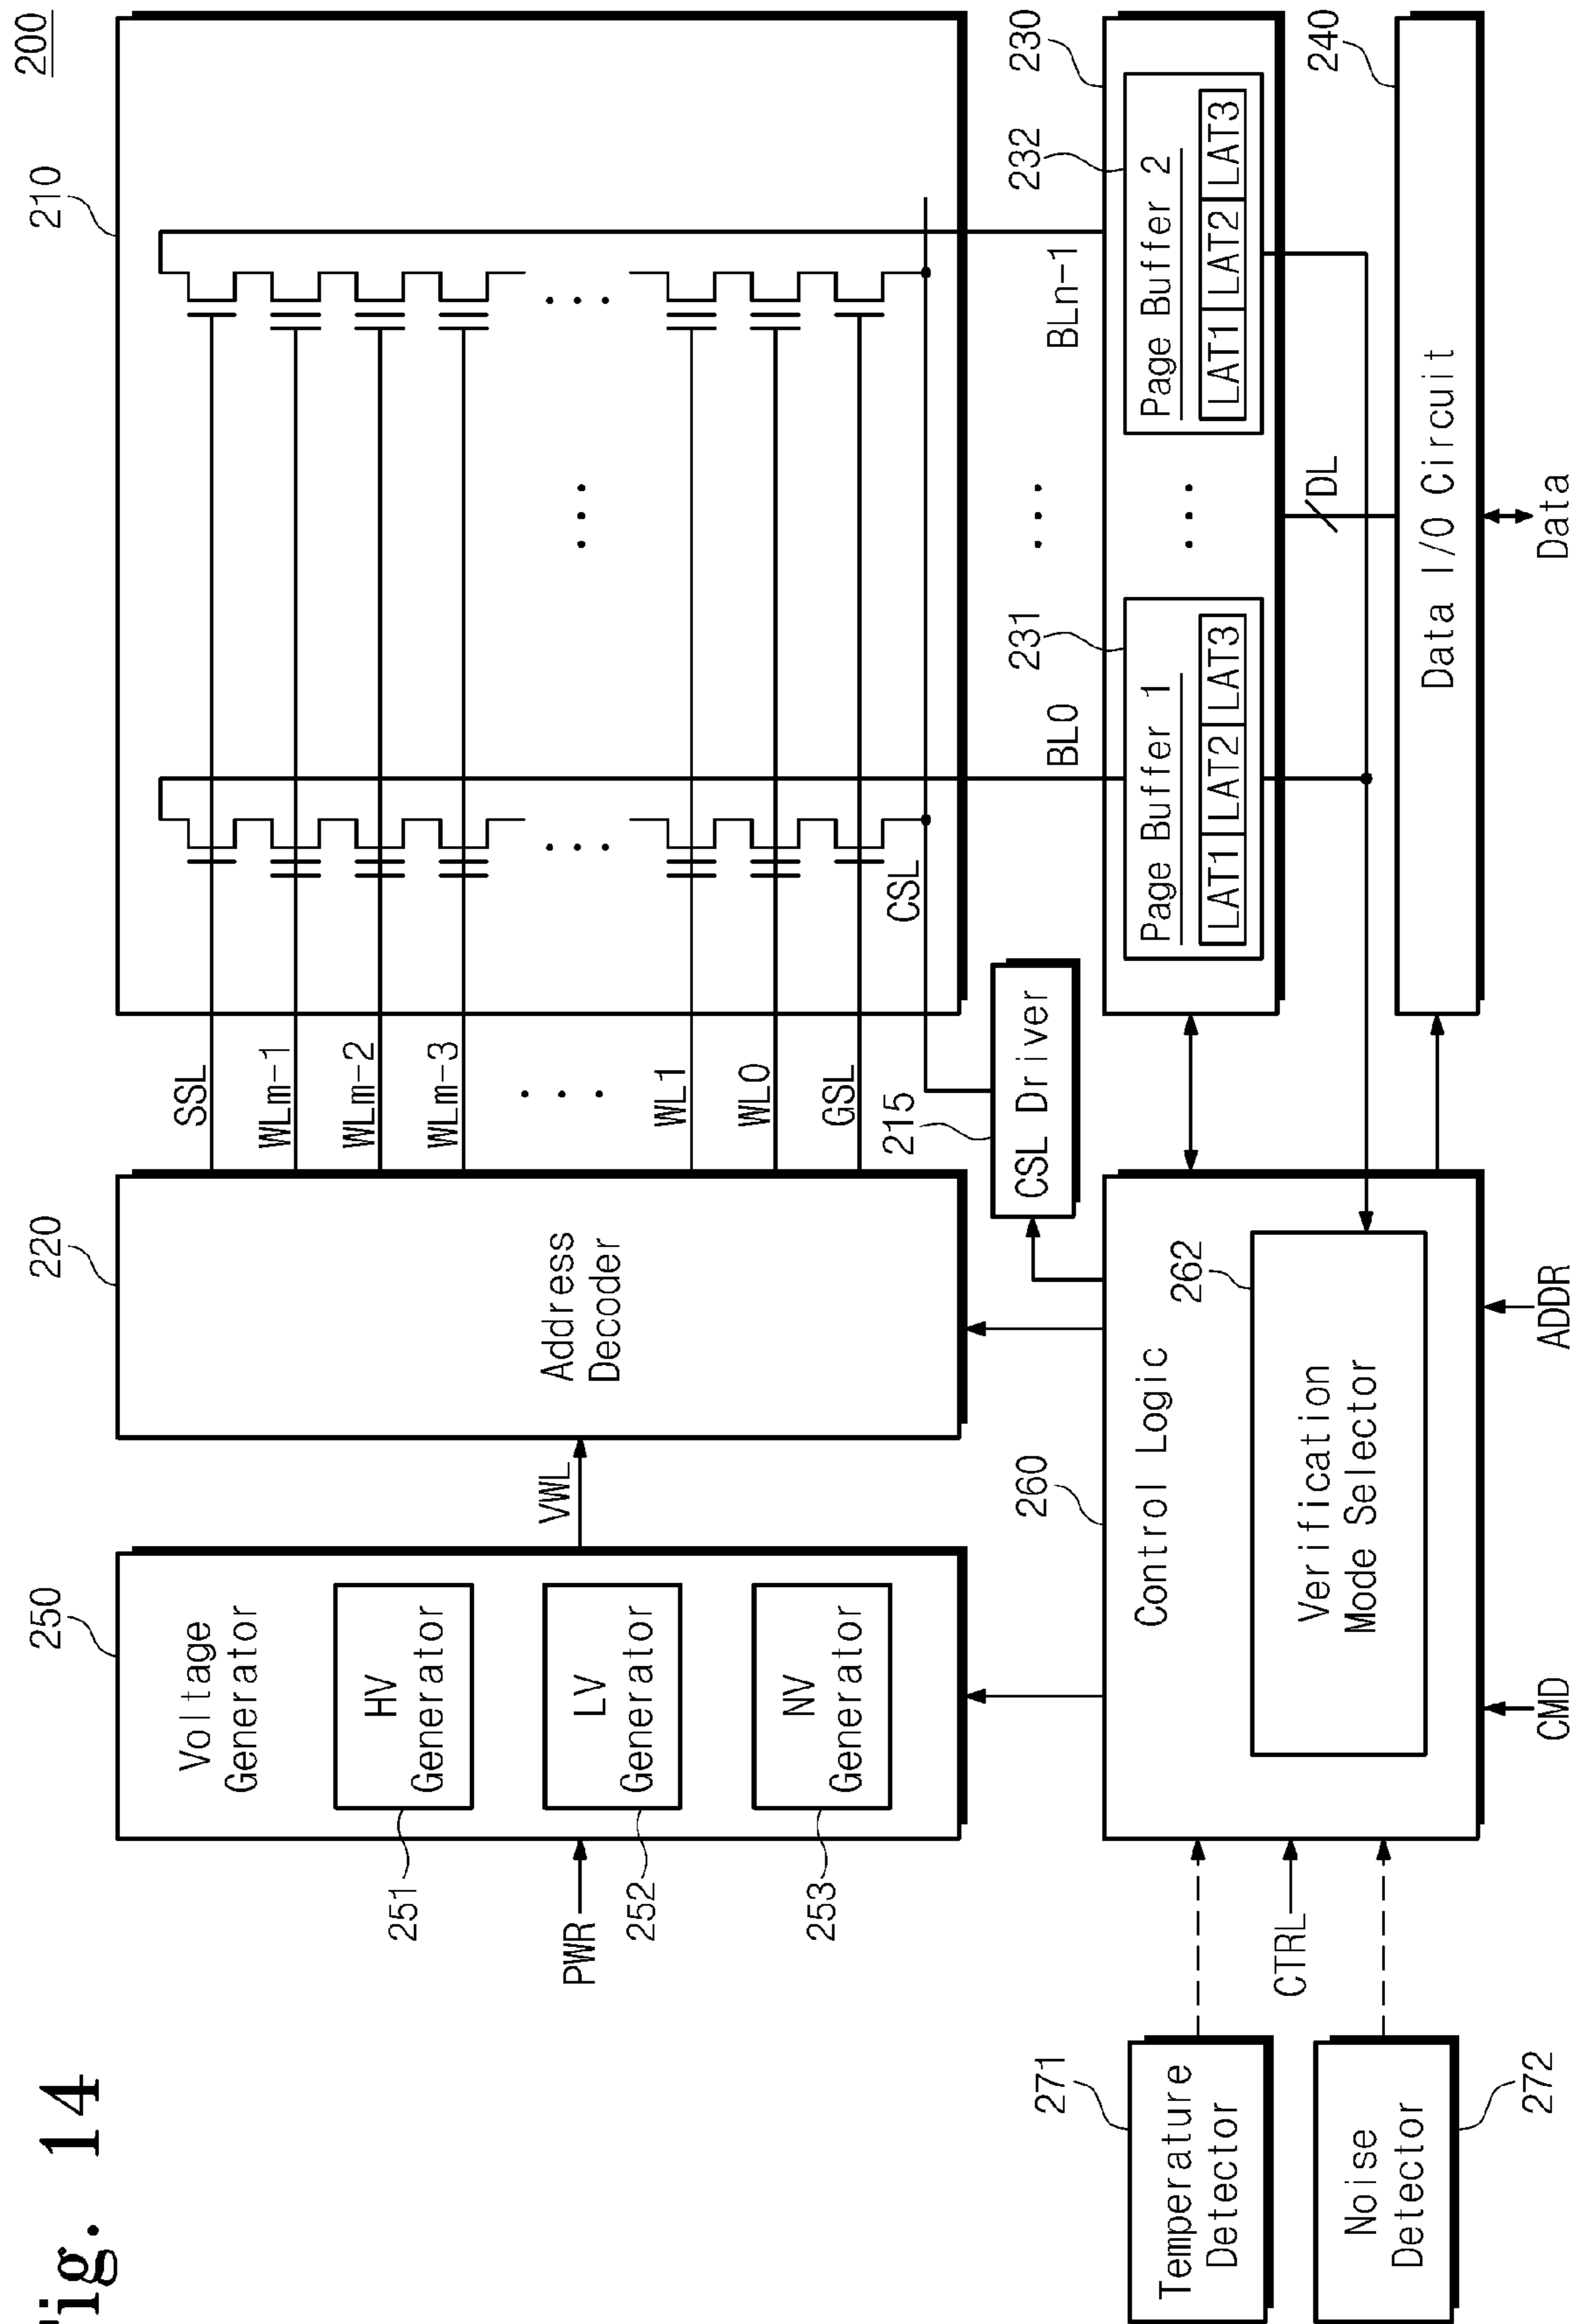 Fig. 14
200
210
220
250
Voltage
Generator
HV
Generator
LV
Generator
NV
Generator
251
252
253
PWR
VWL
Address
Decoder
SSL
WLm-1
WLm-2
WLm-3
. . .
WL1
WL0
GSL
CSL
. . .
. . .
. . .
215
CSL Driver
BL0
. . .
BLn-1
230
231
Page Buffer 1
LAT1 LAT2 LAT3
. . .
232
Page Buffer 2
LAT1 LAT2 LAT3
DL
240
Data I/O Circuit
Data
260
Control Logic
262
Verification
Mode Selector
CMD
ADDR
CTRL
271
Temperature
Detector
Noise
Detector
272